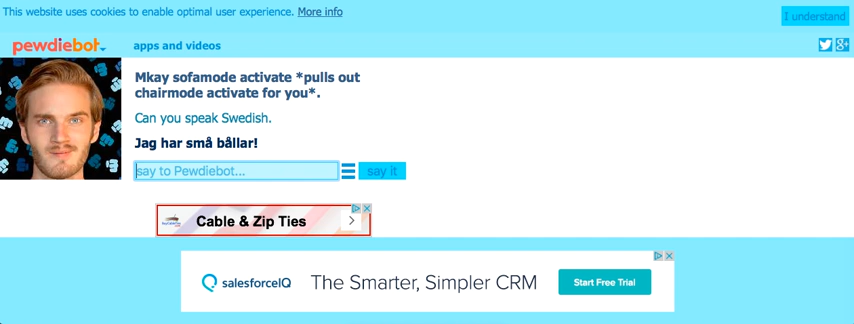 This website uses cookies to enable optimal user experience. More info
I understand
pewdiebot
apps and videos
Mkay sofamode activate *pulls out
chairmode activate for you*.
Can you speak Swedish.
Jag har små bållar!
say to Pewdiebot...
say it
Cable & Zip Ties
salesforceIQ
The Smarter, Simpler CRM
Start Free Trial